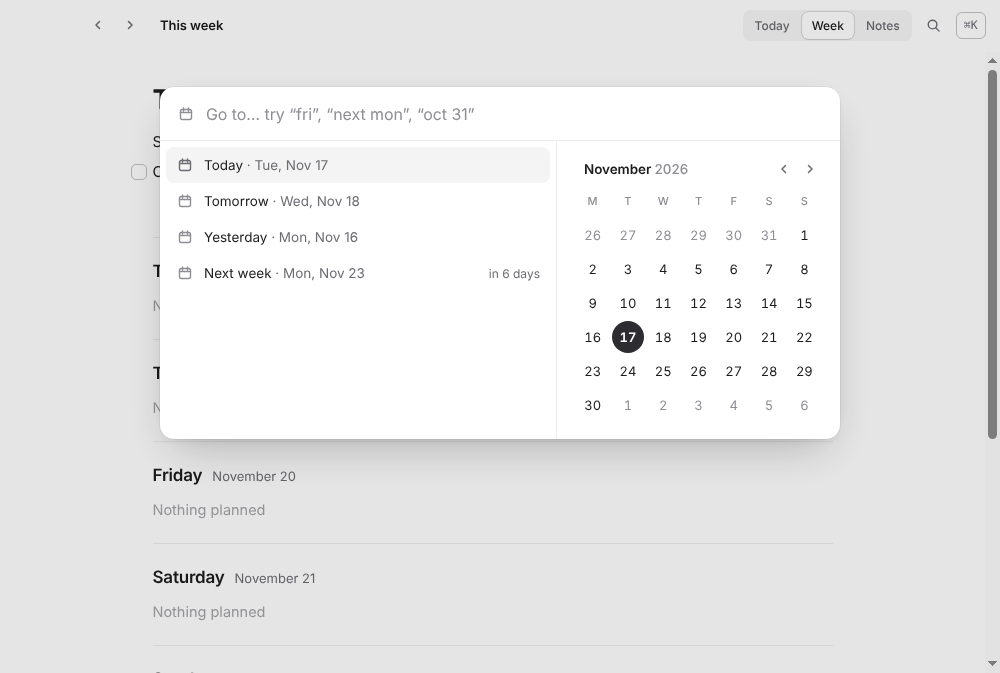 This week
Today Week Notes ⌘K
Go to... try “fri”, “next mon”, “oct 31”
Today · Tue, Nov 17
Tomorrow · Wed, Nov 18
Yesterday · Mon, Nov 16
Next week · Mon, Nov 23 in 6 days
November 2026
M T W T F S S
26 27 28 29 30 31 1
2 3 4 5 6 7 8
9 10 11 12 13 14 15
16 17 18 19 20 21 22
23 24 25 26 27 28 29
30 1 2 3 4 5 6
Friday November 20
Nothing planned
Saturday November 21
Nothing planned